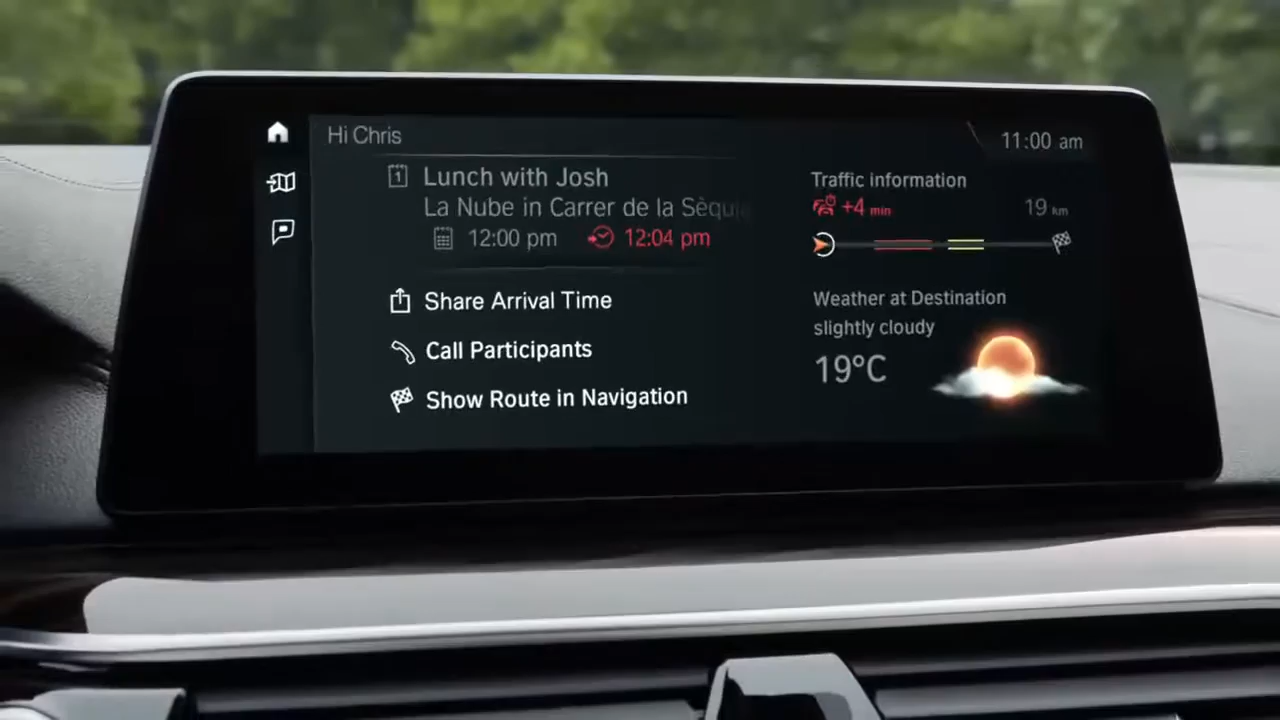 Hi Chris
11:00 am
1
Lunch with Josh
La Nube in Carrer de la Sèqui
12:00 pm 12:04 pm
Share Arrival Time
Call Participants
Show Route in Navigation
Traffic information
+4 min 19 km
Weather at Destination
slightly cloudy
19°C